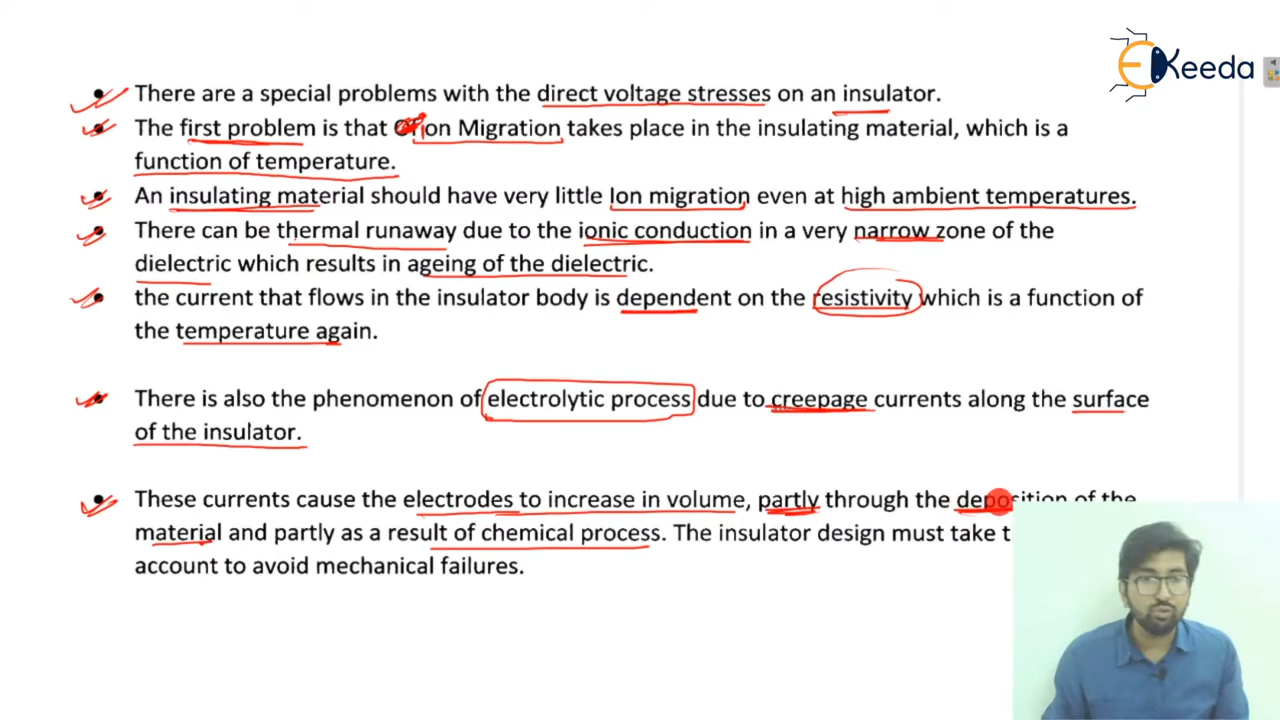 EKeeda
There are a special problems with the direct voltage stresses on an insulator.
The first problem is that ion Migration takes place in the insulating material, which is a
function of temperature.
An insulating material should have very little Ion migration even at high ambient temperatures.
There can be thermal runaway due to the ionic conduction in a very narrow zone of the
dielectric which results in ageing of the dielectric.
the current that flows in the insulator body is dependent on the resistivity which is a function of
the temperature again.
There is also the phenomenon of electrolytic process due to creepage currents along the surface
of the insulator.
These currents cause the electrodes to increase in volume, partly through the deposition of the
material and partly as a result of chemical process. The insulator design must take
account to avoid mechanical failures.